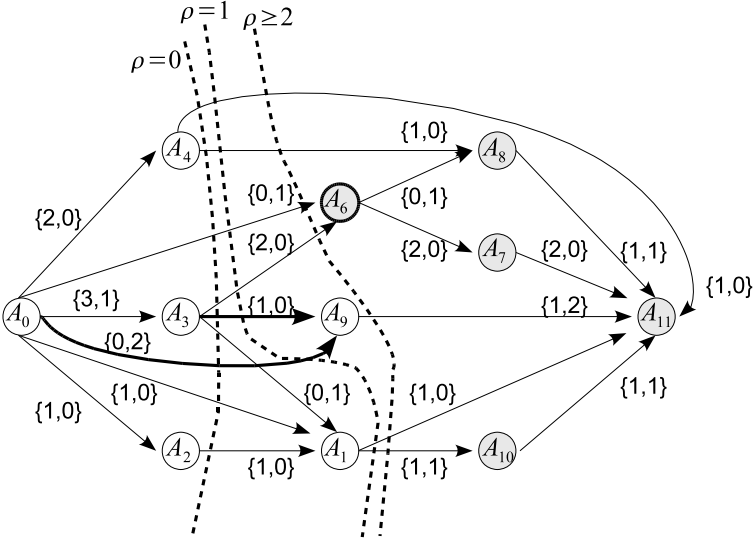 ρ=1
ρ≥2
ρ=0
{1,0}
A4
A8
{0,1}
A6
{0,1}
{2,0}
{2,0}
{2,0}
A7
{2,0}
{1,1}
{1,0}
A0
{3,1}
A3
{1,0}
A9
{1,2}
A11
{0,2}
{1,0}
{0,1}
{1,0}
{1,1}
{1,0}
A2
{1,0}
A1
{1,1}
A10